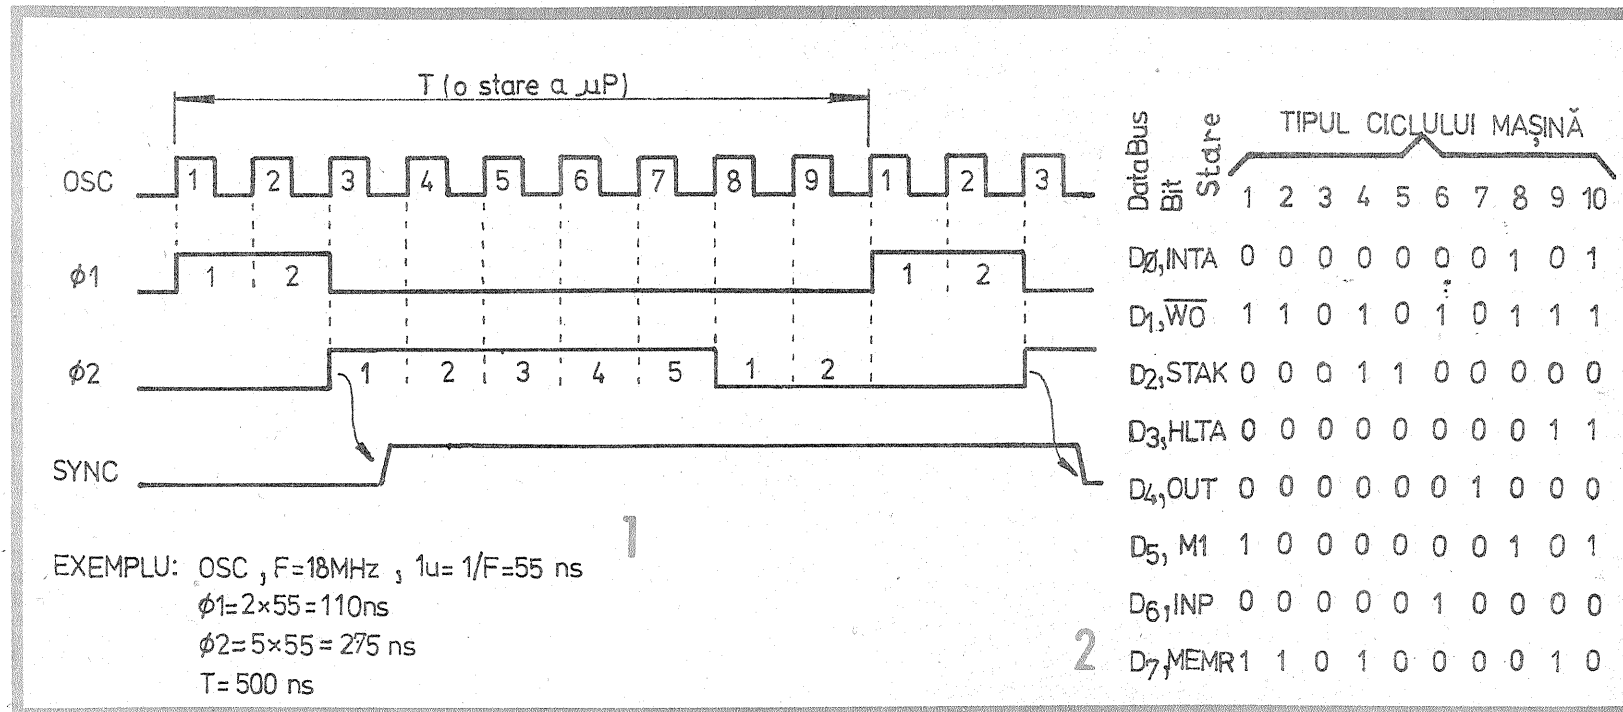 T (o stare a µP)
OSC 1 2 3 4 5 6 7 8 9 1 2 3
ϕ1 1 2 1 2
ϕ2 1 2 3 4 5 1 2
SYNC
1
EXEMPLU: OSC, F=18MHz, 1u=1/F=55 ns
ϕ1=2×55=110ns
ϕ2=5×55=275 ns
T=500 ns
2
TIPUL CICLULUI MAȘINĂ
DataBus
Bit
Stare
1 2 3 4 5 6 7 8 9 10
DØ,INTA 0 0 0 0 0 0 0 1 0 1
D1,W̅O̅ 1 1 0 1 0 1 0 1 1 1
D2,STAK 0 0 0 1 1 0 0 0 0 0
D3,HLTA 0 0 0 0 0 0 0 0 1 1
D4,OUT 0 0 0 0 0 0 1 0 0 0
D5, M1 1 0 0 0 0 0 0 1 0 1
D6,INP 0 0 0 0 0 1 0 0 0 0
D7,MEMR 1 1 0 1 0 0 0 0 1 0